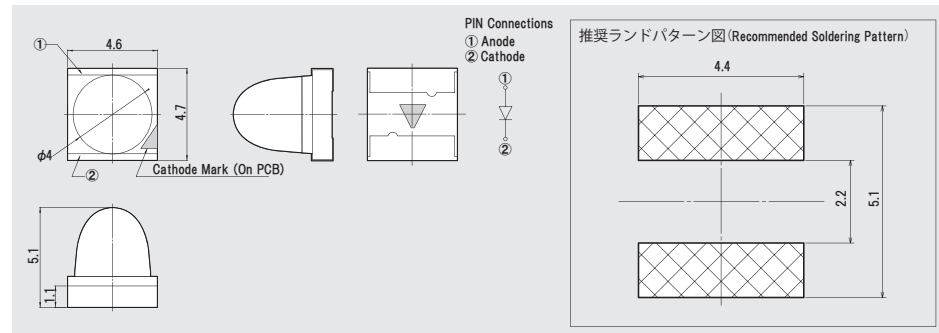 PIN Connections
① Anode
② Cathode
①
②
①
4.6
4.7
φ4
②
Cathode Mark (On PCB)
5.1
1.1
推奨ランドパターン図(Recommended Soldering Pattern)
4.4
2.2
5.1